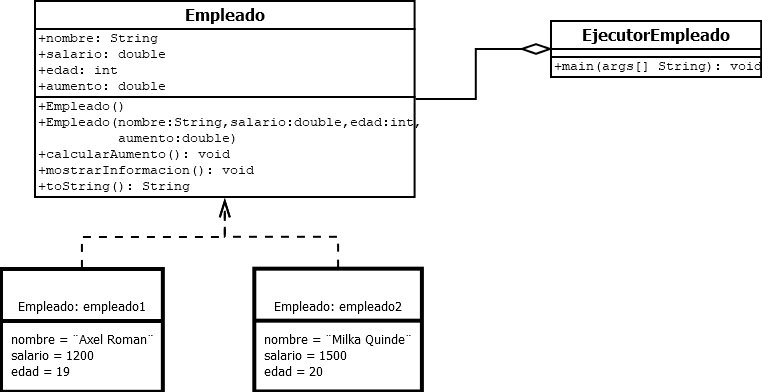 Empleado
+nombre: String
+salario: double
+edad: int
+aumento: double
+Empleado()
+Empleado(nombre:String,salario:double,edad:int,
aumento:double)
+calcularAumento(): void
+mostrarInformacion(): void
+toString(): String
EjecutorEmpleado
+main(args[] String): void
Empleado: empleado1
nombre = ¨Axel Roman¨
salario = 1200
edad = 19
Empleado: empleado2
nombre = ¨Milka Quinde¨
salario = 1500
edad = 20